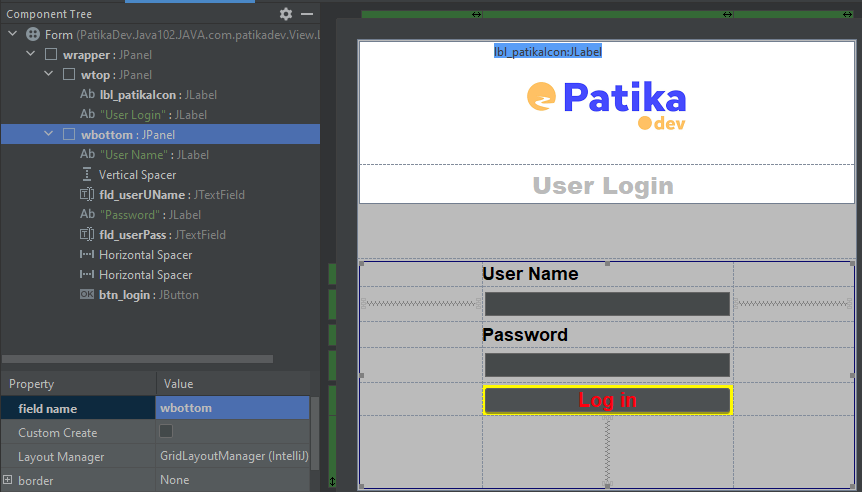 Component Tree
Form (PatikaDev.Java102.JAVA.com.patikadev.View.L
wrapper : JPanel
wtop : JPanel
Ab lbl_patikaIcon : JLabel
Ab "User Login" : JLabel
wbottom : JPanel
Ab "User Name" : JLabel
Vertical Spacer
fld_userUName : JTextField
Ab "Password" : JLabel
fld_userPass : JTextField
Horizontal Spacer
Horizontal Spacer
OK btn_login : JButton
Property Value
field name wbottom
Custom Create
Layout Manager GridLayoutManager (IntelliJ)
border None
lbl_patikaIcon:JLabel
Patika
dev
User Login
User Name
Password
Log in